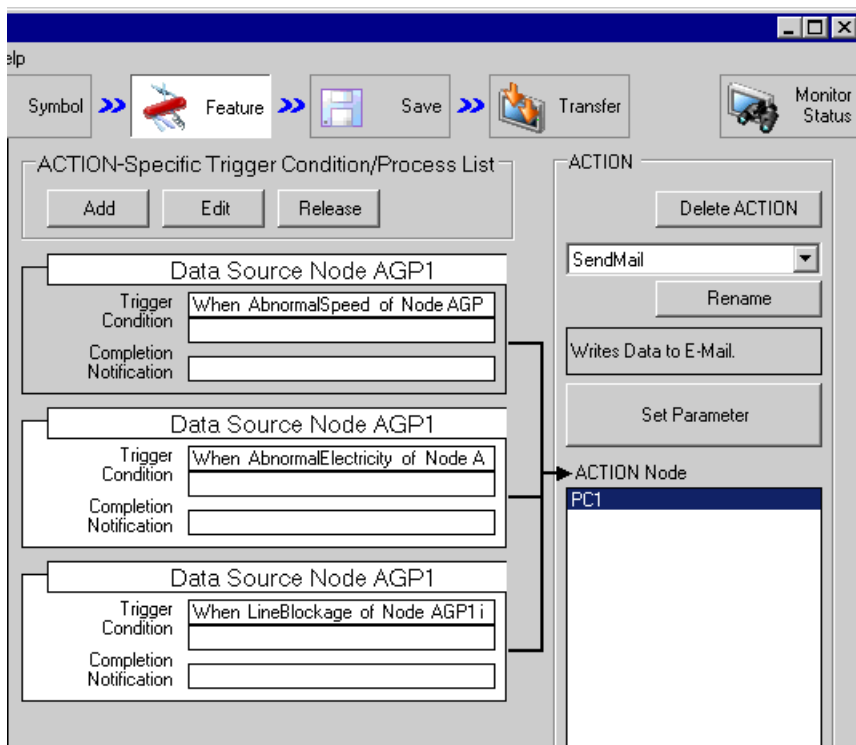 elp
Symbol
Feature
Save
Transfer
Monitor
Status
ACTION-Specific Trigger Condition/Process List
Add
Edit
Release
Data Source Node AGP1
Trigger
Condition
When AbnormalSpeed of Node AGP
Completion
Notification
Data Source Node AGP1
Trigger
Condition
When AbnormalElectricity of Node A
Completion
Notification
Data Source Node AGP1
Trigger
Condition
When LineBlockage of Node AGP1 i
Completion
Notification
ACTION
Delete ACTION
SendMail
Rename
Writes Data to E-Mail.
Set Parameter
ACTION Node
PC1